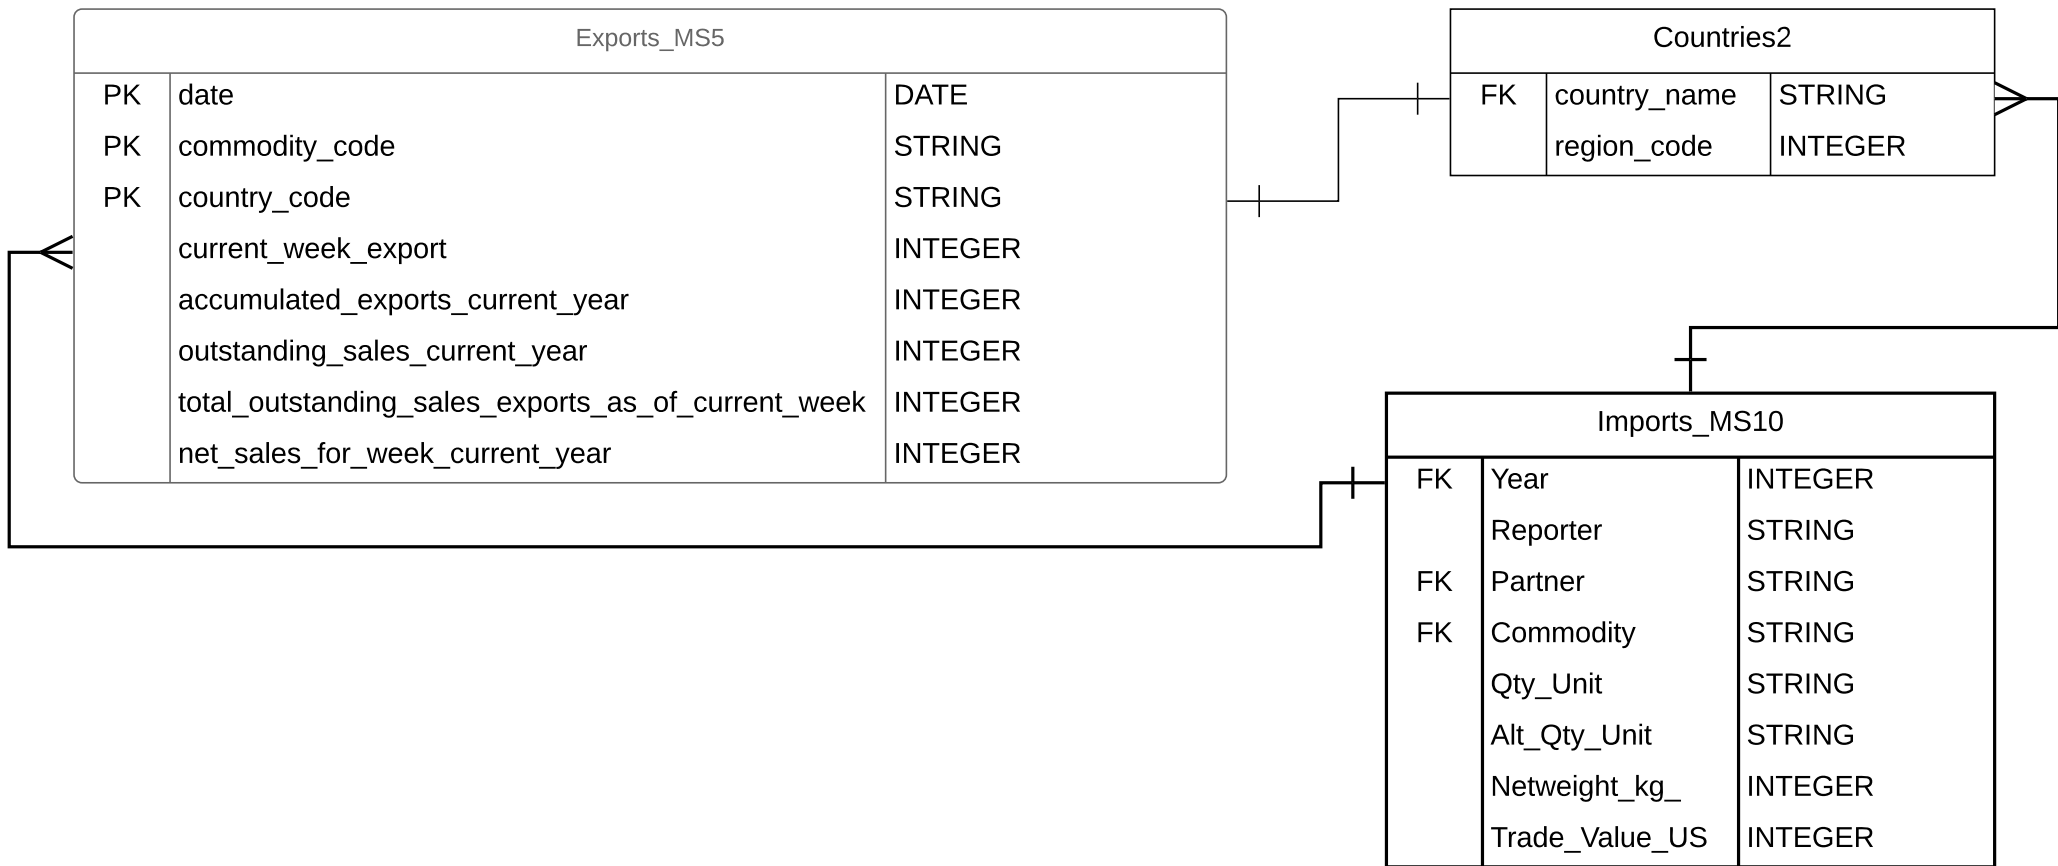 Exports_MS5
PK date DATE
PK commodity_code STRING
PK country_code STRING
current_week_export INTEGER
accumulated_exports_current_year INTEGER
outstanding_sales_current_year INTEGER
total_outstanding_sales_exports_as_of_current_week INTEGER
net_sales_for_week_current_year INTEGER
Countries2
FK country_name STRING
region_code INTEGER
Imports_MS10
FK Year INTEGER
Reporter STRING
FK Partner STRING
FK Commodity STRING
Qty_Unit STRING
Alt_Qty_Unit STRING
Netweight_kg_ INTEGER
Trade_Value_US INTEGER